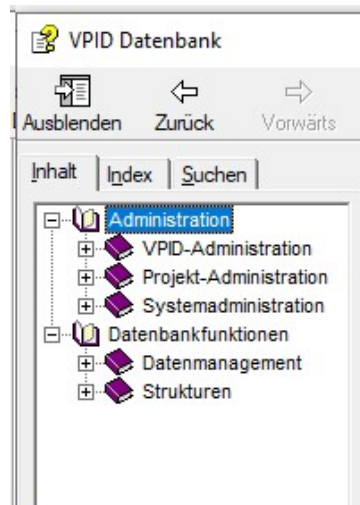 VPID Datenbank
Ausblenden Zurück Vorwärts
Inhalt Index Suchen
Administration
VPID-Administration
Projekt-Administration
Systemadministration
Datenbankfunktionen
Datenmanagement
Strukturen